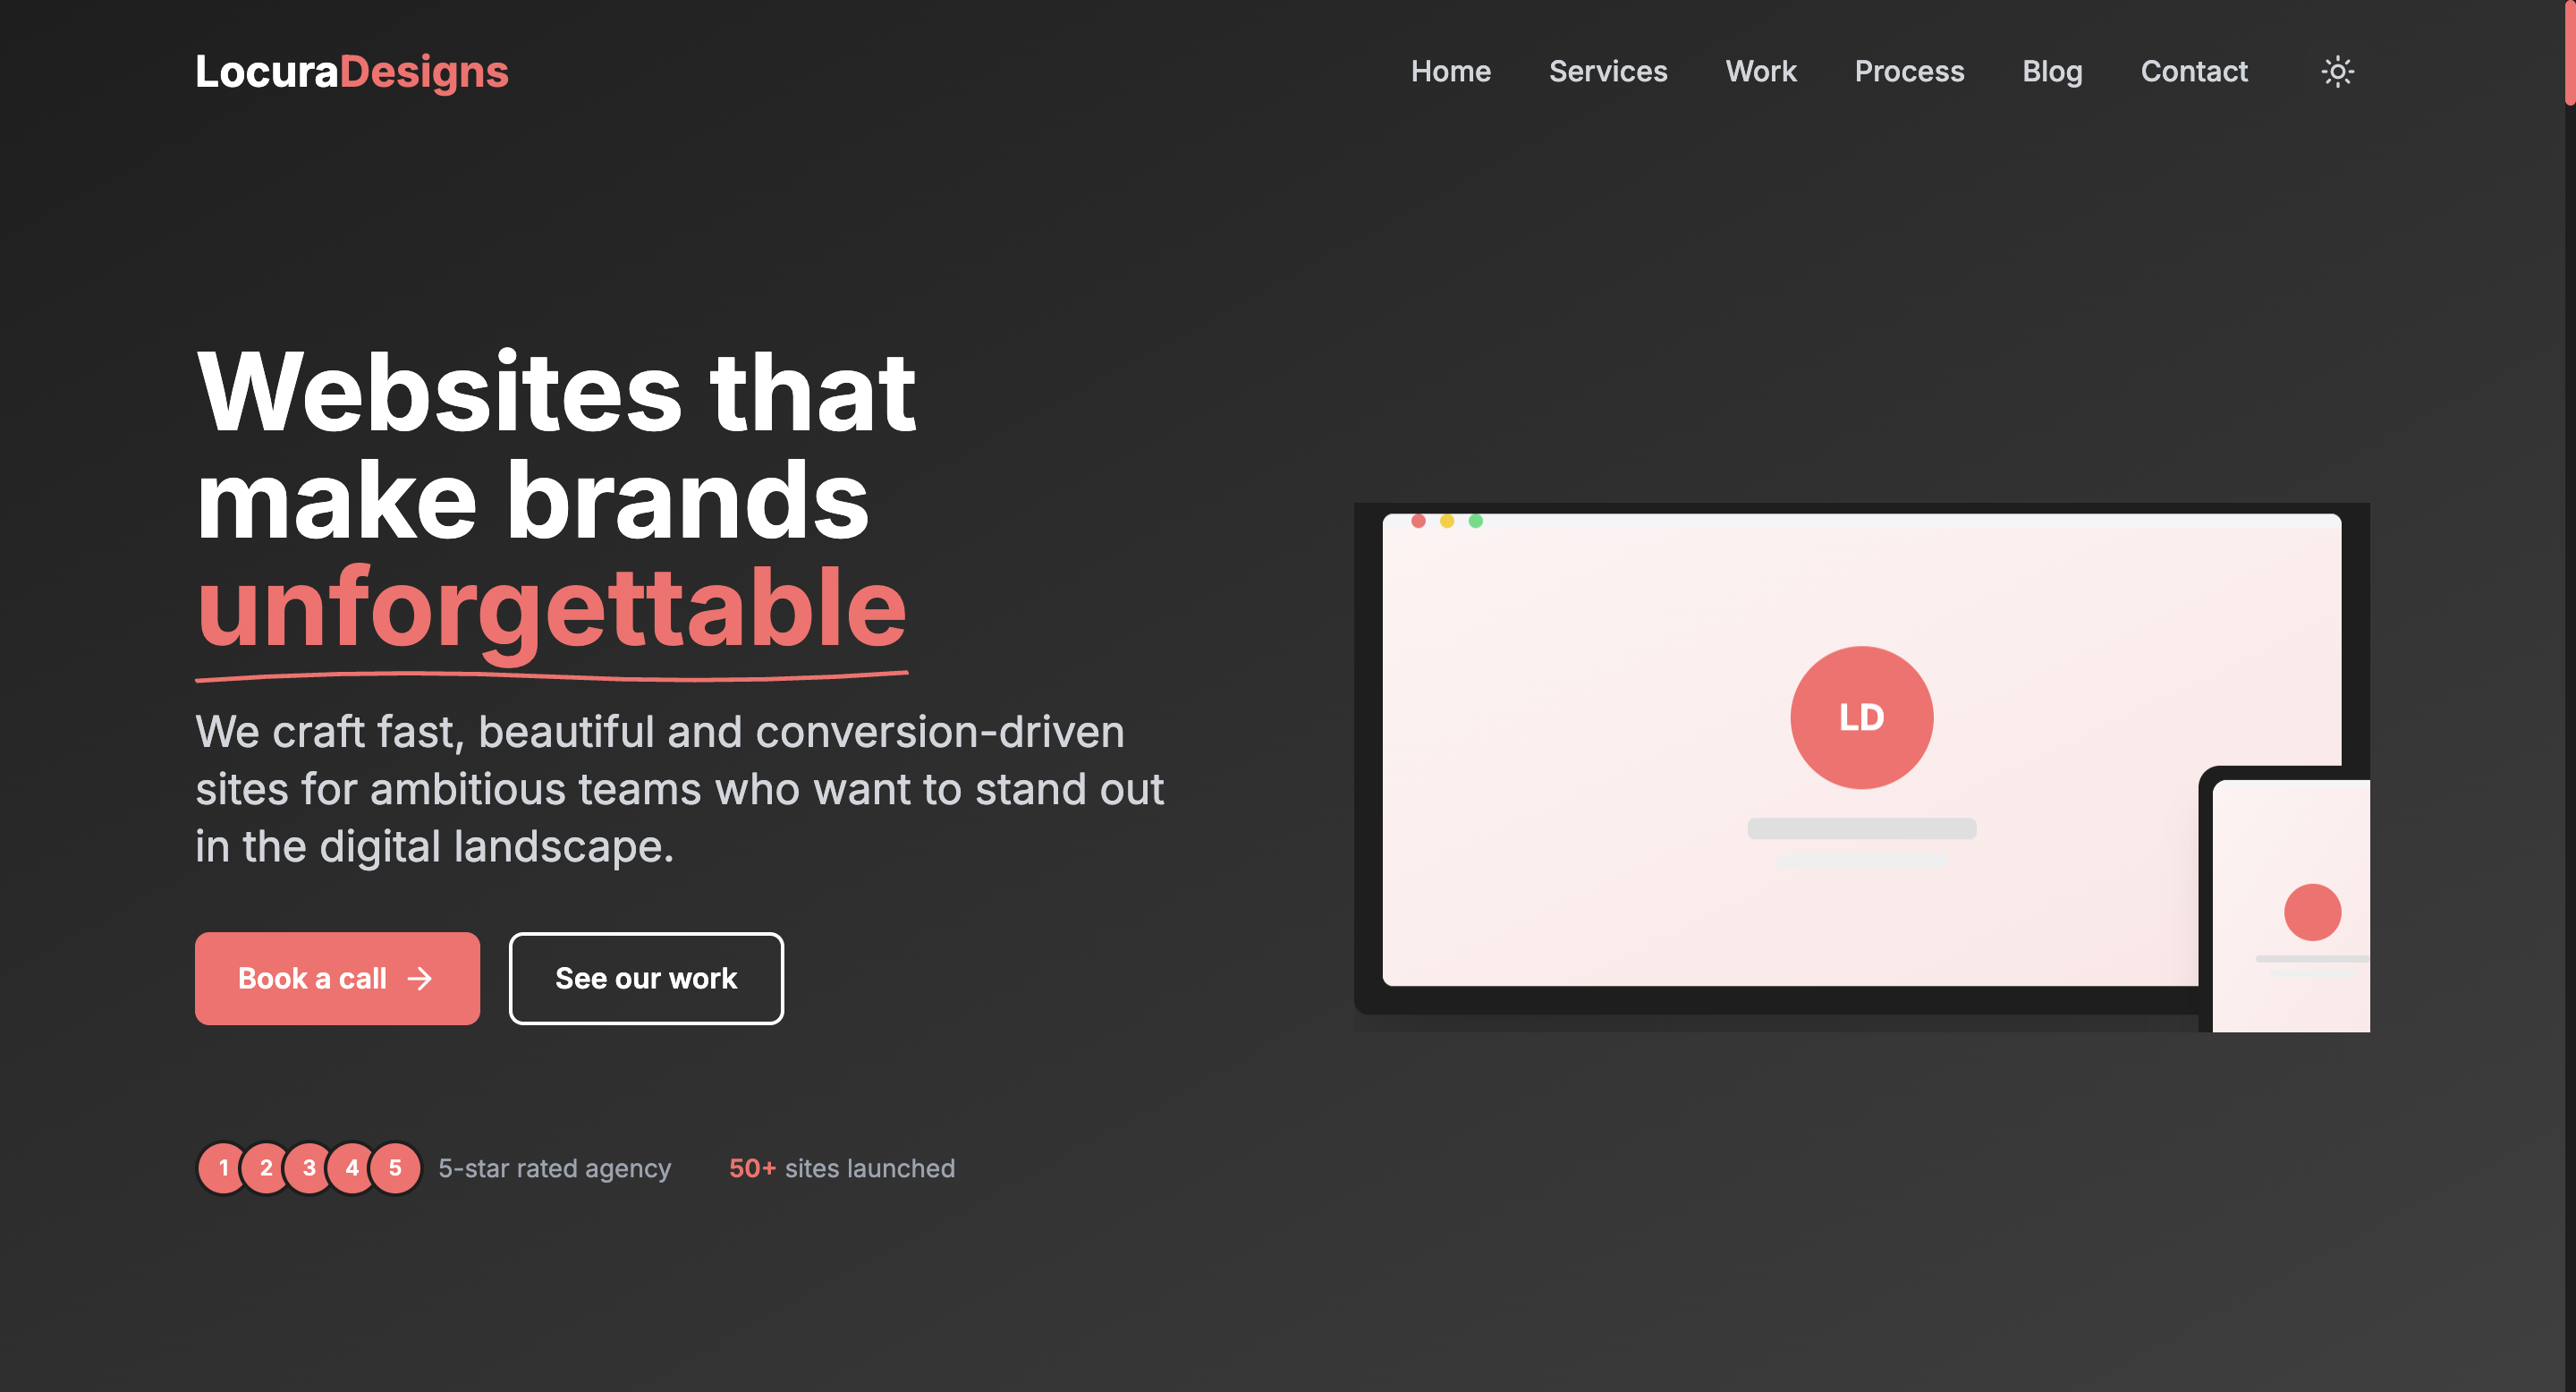 LocuraDesigns
Home Services Work Process Blog Contact
Websites that
make brands
unforgettable
We craft fast, beautiful and conversion-driven
sites for ambitious teams who want to stand out
in the digital landscape.
Book a call → See our work
LD
1 2 3 4 5 5-star rated agency 50+ sites launched